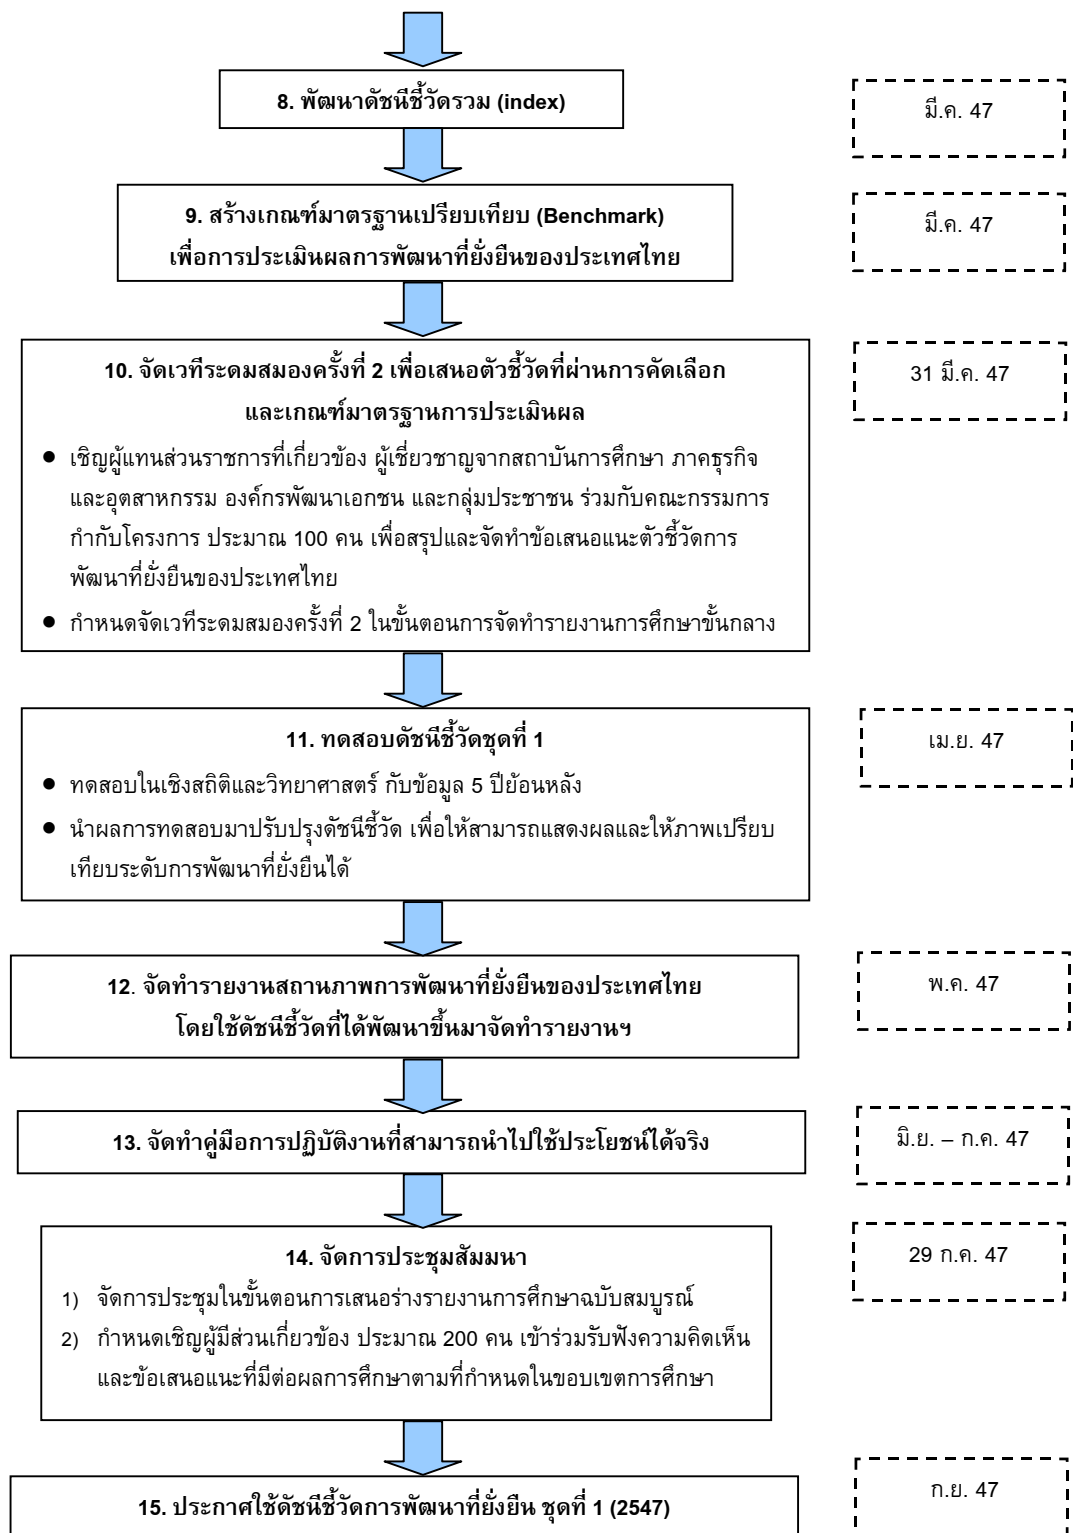 8. พัฒนาดัชนีชี้วัดรวม (index)
มี.ค. 47
9. สร้างเกณฑ์มาตรฐานเปรียบเทียบ (Benchmark)
เพื่อการประเมินผลการพัฒนาที่ยั่งยืนของประเทศไทย
มี.ค. 47
10. จัดเวทีระดมสมองครั้งที่ 2 เพื่อเสนอตัวชี้วัดที่ผ่านการคัดเลือก
และเกณฑ์มาตรฐานการประเมินผล
31 มี.ค. 47
● เชิญผู้แทนส่วนราชการที่เกี่ยวข้อง ผู้เชี่ยวชาญจากสถาบันการศึกษา ภาคธุรกิจ
และอุตสาหกรรม องค์กรพัฒนาเอกชน และกลุ่มประชาชน ร่วมกับคณะกรรมการ
กำกับโครงการ ประมาณ 100 คน เพื่อสรุปและจัดทำข้อเสนอแนะตัวชี้วัดการ
พัฒนาที่ยั่งยืนของประเทศไทย
● กำหนดจัดเวทีระดมสมองครั้งที่ 2 ในขั้นตอนการจัดทำรายงานการศึกษาขั้นกลาง
11. ทดสอบดัชนีชี้วัดชุดที่ 1
เม.ย. 47
● ทดสอบในเชิงสถิติและวิทยาศาสตร์ กับข้อมูล 5 ปีย้อนหลัง
● นำผลการทดสอบมาปรับปรุงดัชนีชี้วัด เพื่อให้สามารถแสดงผลและให้ภาพเปรียบ
เทียบระดับการพัฒนาที่ยั่งยืนได้
12. จัดทำรายงานสถานภาพการพัฒนาที่ยั่งยืนของประเทศไทย
โดยใช้ดัชนีชี้วัดที่ได้พัฒนาขึ้นมาจัดทำรายงานฯ
พ.ค. 47
13. จัดทำคู่มือการปฏิบัติงานที่สามารถนำไปใช้ประโยชน์ได้จริง
มิ.ย. – ก.ค. 47
14. จัดการประชุมสัมมหา
29 ก.ค. 47
1) จัดการประชุมในขั้นตอนการเสนอร่างรายงานการศึกษาฉบับสมบูรณ์
2) กำหนดเชิญผู้มีส่วนเกี่ยวข้อง ประมาณ 200 คน เข้าร่วมรับฟังความคิดเห็น
และข้อเสนอแนะที่มีต่อผลการศึกษาตามที่กำหนดในขอบเขตการศึกษา
15. ประกาศใช้ดัชนีชี้วัดการพัฒนาที่ยั่งยืน ชุดที่ 1 (2547)
ก.ย. 47